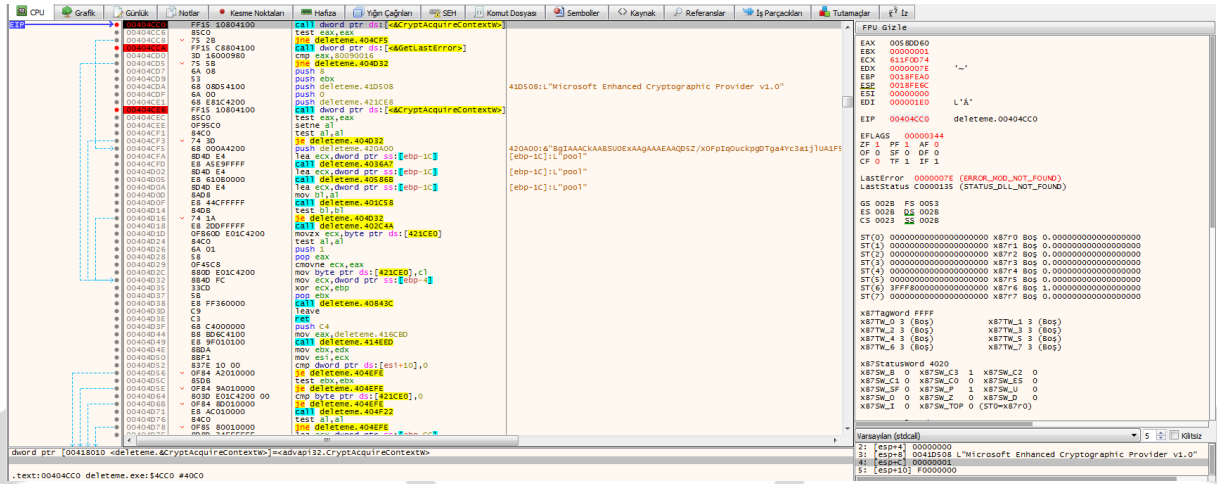 CPU Grafik Günlük Notlar Kesme Noktaları Hafıza Yığın Çağrıları SEH Komut Dosyası Semboller Kaynak Referanslar İş Parçacıkları Tutamaçlar İz
EIP 00404CC0 FF15 10804100 call dword ptr ds:[<&CryptAcquireContextW>]
00404CC6 85C0 test eax,eax
00404CC8 75 2B jne deleteme.404CF5
00404CCA FF15 C8804100 call dword ptr ds:[<&GetLastError>]
00404CD0 3D 16000980 cmp eax,80090016
00404CD5 75 5B jne deleteme.404D32
00404CD7 6A 08 push 8
00404CD9 53 push ebx
00404CDA 68 08D54100 push deleteme.41D508 41D508:L"Microsoft Enhanced Cryptographic Provider v1.0"
00404CDF 6A 00 push 0
00404CE1 68 E81C4200 push deleteme.421CE8
00404CE6 FF15 10804100 call dword ptr ds:[<&CryptAcquireContextW>]
00404CEC 85C0 test eax,eax
00404CEE 0F95C0 setne al
00404CF1 84C0 test al,al
00404CF3 74 3D je deleteme.404D32
00404CF5 68 000A4200 push deleteme.420A00
00404CFA 8D4D E4 lea ecx,dword ptr ss:[ebp-1C] [ebp-1C]:L"pool"
00404CFD E8 A5E9FFFF call deleteme.4036A7
00404D02 8D4D E4 lea ecx,dword ptr ss:[ebp-1C] [ebp-1C]:L"pool"
00404D05 E8 610B0000 call deleteme.40586B
00404D0A 8D4D E4 lea ecx,dword ptr ss:[ebp-1C] [ebp-1C]:L"pool"
00404D0D 8AD8 mov bl,al
00404D0F E8 44CFFFFF call deleteme.401C58
00404D14 84DB test bl,bl
00404D16 74 1A je deleteme.404D32
00404D18 E8 2DDFFFFF call deleteme.402C4A
00404D1D 0FB60D E01C4200 movzx ecx,byte ptr ds:[421CE0]
00404D24 84C0 test al,al
00404D26 6A 01 push 1
00404D28 58 pop eax
00404D29 0F45C8 cmovne ecx,eax
00404D2C 880D E01C4200 mov byte ptr ds:[421CE0],cl
00404D32 8B4D FC mov ecx,dword ptr ss:[ebp-4]
00404D35 33CD xor ecx,ebp
00404D37 5B pop ebx
00404D38 E8 FF360000 call deleteme.40843C
00404D3D C9 leave
00404D3E C3 ret
00404D3F 68 C4000000 push C4
00404D44 B8 BD6C4100 mov eax,deleteme.416CBD
00404D49 E8 9F010100 call deleteme.414EED
00404D4E 8BDA mov ebx,edx
00404D50 8BF1 mov esi,ecx
00404D52 837E 10 00 cmp dword ptr ds:[esi+10],0
00404D56 0F84 A2010000 je deleteme.404EFE
00404D5C 85DB test ebx,ebx
00404D5E 0F84 9A010000 je deleteme.404EFE
00404D64 803D E01C4200 00 cmp byte ptr ds:[421CE0],0
00404D6B 0F84 8D010000 je deleteme.404EFE
00404D71 E8 AC010000 call deleteme.404F22
00404D76 84C0 test al,al
00404D78 0F85 80010000 jne deleteme.404EFE
dword ptr [00418010 <deleteme.&CryptAcquireContextW>]=<advapi32.CryptAcquireContextW>
.text:00404CC0 deleteme.exe:$4CC0 #40C0
FPU Gizle
EAX 0058DD60
EBX 00000001
ECX 611F0D74
EDX 0000007E '~'
EBP 0018FEA0
ESP 0018FE6C
ESI 00000000
EDI 000001E0 L'Ǡ'
EIP 00404CC0 deleteme.00404CC0
EFLAGS 00000344
ZF 1 PF 1 AF 0
OF 0 SF 0 DF 0
CF 0 TF 1 IF 1
LastError 0000007E (ERROR_MOD_NOT_FOUND)
LastStatus C0000135 (STATUS_DLL_NOT_FOUND)
GS 002B FS 0053
ES 002B DS 002B
CS 0023 SS 002B
ST(0) 00000000000000000000 x87r0 Boş 0.000000000000000000
ST(1) 00000000000000000000 x87r1 Boş 0.000000000000000000
ST(2) 00000000000000000000 x87r2 Boş 0.000000000000000000
ST(3) 00000000000000000000 x87r3 Boş 0.000000000000000000
ST(4) 00000000000000000000 x87r4 Boş 0.000000000000000000
ST(5) 00000000000000000000 x87r5 Boş 0.000000000000000000
ST(6) 3FFF8000000000000000 x87r6 Boş 1.000000000000000000
ST(7) 00000000000000000000 x87r7 Boş 0.000000000000000000
x87TagWord FFFF
x87TW_0 3 (Boş) x87TW_1 3 (Boş)
x87TW_2 3 (Boş) x87TW_3 3 (Boş)
x87TW_4 3 (Boş) x87TW_5 3 (Boş)
x87TW_6 3 (Boş) x87TW_7 3 (Boş)
x87StatusWord 4020
x87SW_B 0 x87SW_C3 1 x87SW_C2 0
x87SW_C1 0 x87SW_C0 0 x87SW_ES 0
x87SW_SF 0 x87SW_P 1 x87SW_U 0
x87SW_O 0 x87SW_Z 0 x87SW_D 0
x87SW_I 0 x87SW_TOP 0 (ST0=x87r0)
Varsayılan (stdcall) 5 Kilitsiz
2: [esp+4] 00000000
3: [esp+8] 0041D508 L"Microsoft Enhanced Cryptographic Provider v1.0"
4: [esp+C] 00000001
5: [esp+10] F0000000